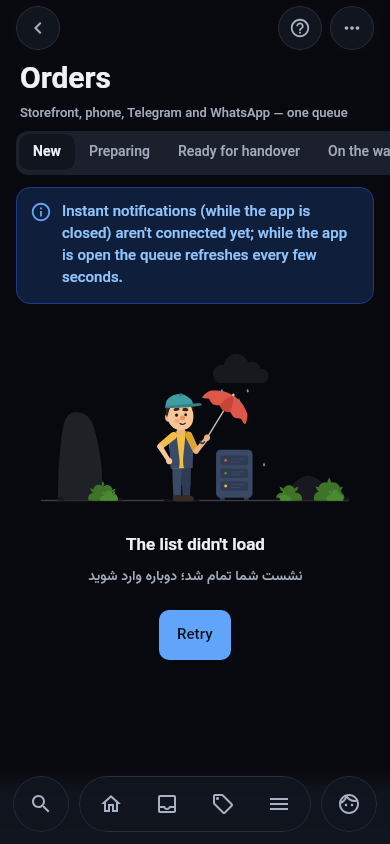 Orders
Storefront, phone, Telegram and WhatsApp — one queue
New
Preparing
Ready for handover
On the wa
Instant notifications (while the app is
closed) aren't connected yet; while the app
is open the queue refreshes every few
seconds.
The list didn't load
نشست شما تمام شد؛ دوباره وارد شوید
Retry